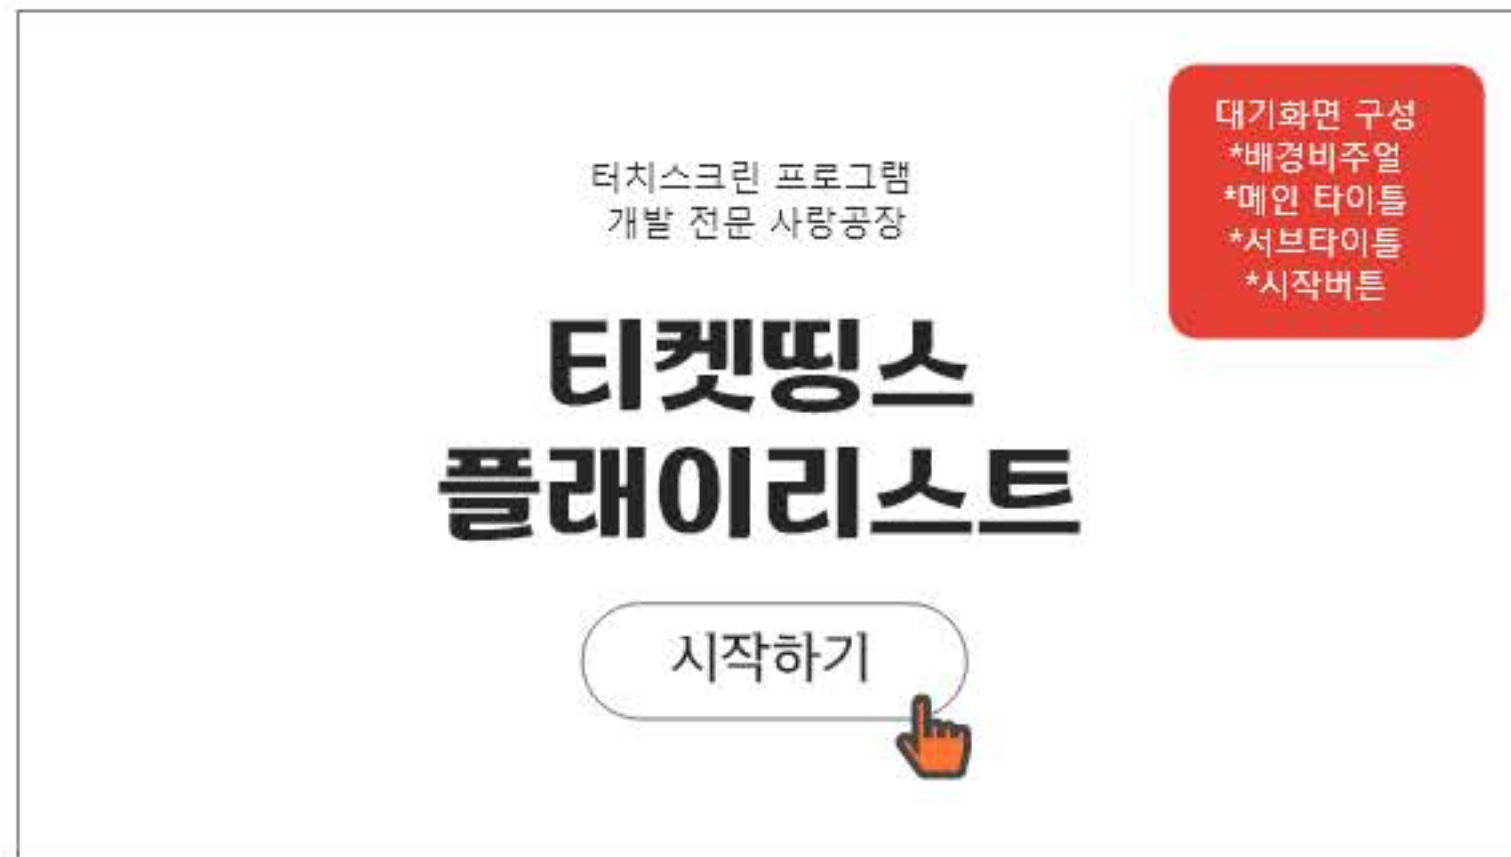 터치스크린 프로그램
개발 전문 사랑공장
티켓띵스
플래이리스트
시작하기
대기화면 구성
*배경비주얼
*메인 타이틀
*서브타이틀
*시작버튼